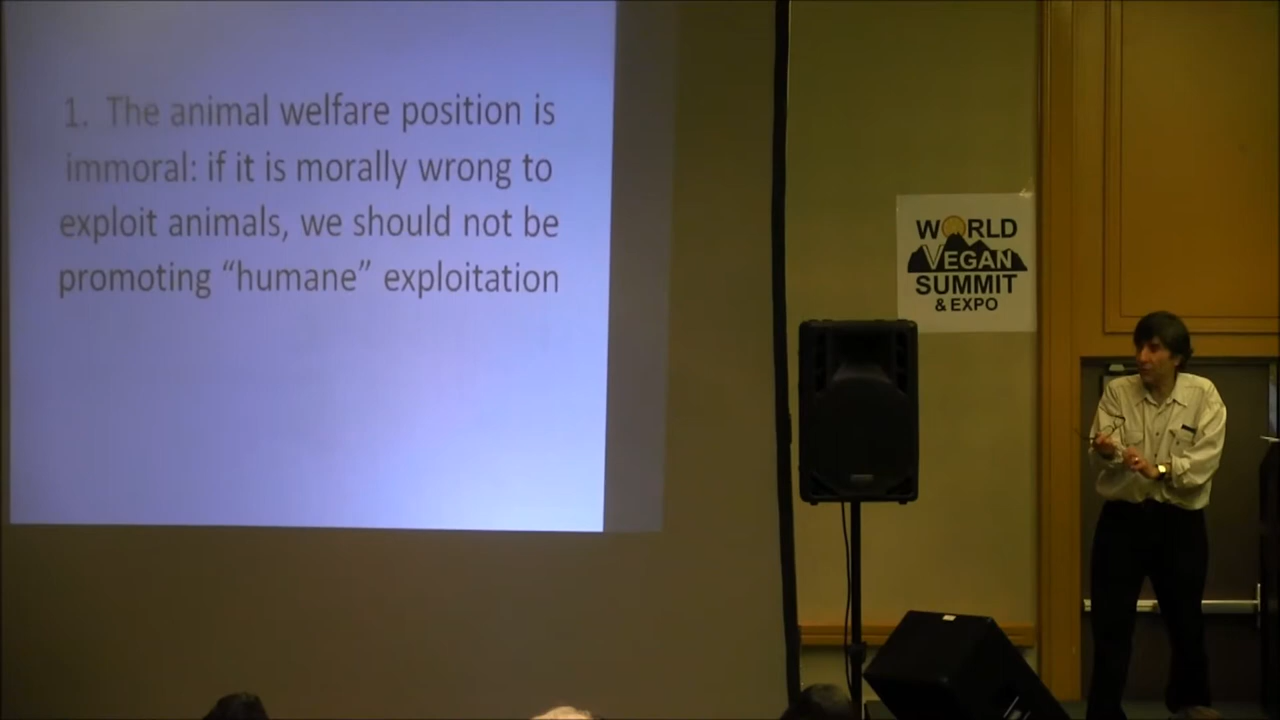 1. The animal welfare position is
immoral: if it is morally wrong to
exploit animals, we should not be
promoting “humane” exploitation
WORLD
VEGAN
SUMMIT
& EXPO